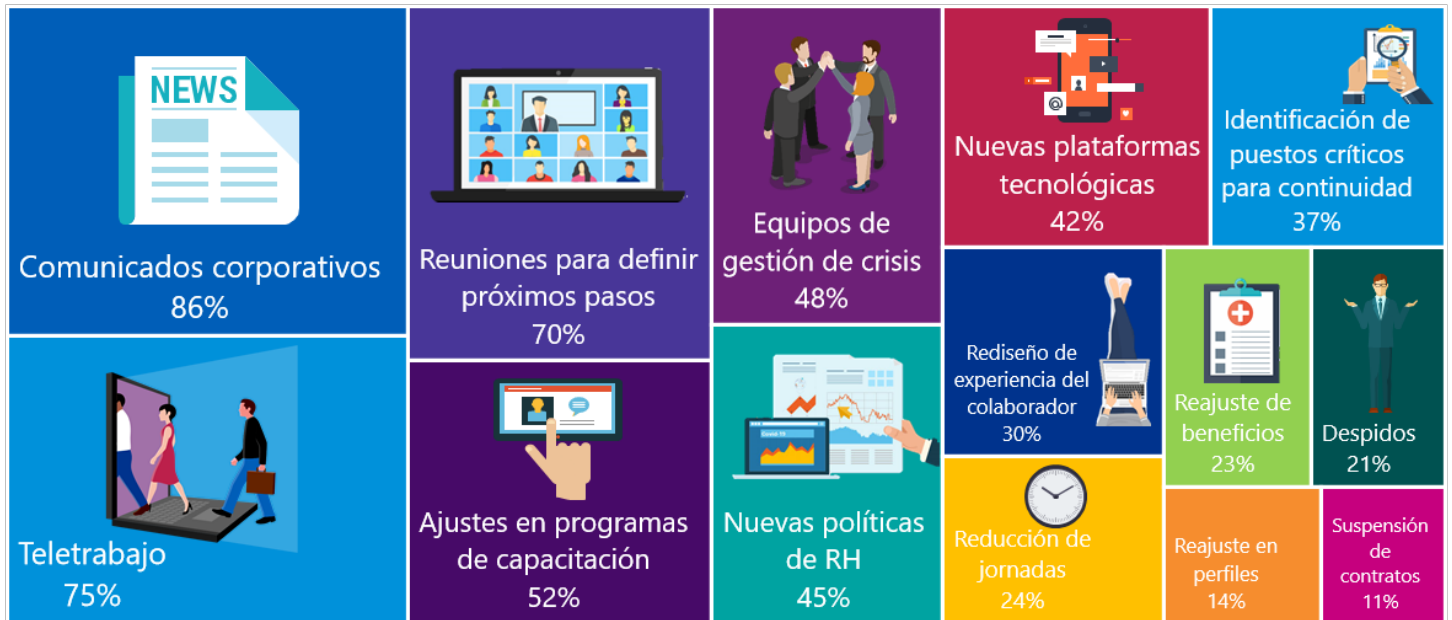 NEWS
Comunicados corporativos
86%
Teletrabajo
75%
Reuniones para definir
próximos pasos
70%
Ajustes en programas
de capacitación
52%
Equipos de
gestión de crisis
48%
Nuevas políticas
de RH
45%
@
Nuevas plataformas
tecnológicas
42%
Identificación de
puestos críticos
para continuidad
37%
Rediseño de
experiencia del
colaborador
30%
Reducción de
jornadas
24%
Reajuste de
beneficios
23%
Despidos
21%
Reajuste en
perfiles
14%
Suspensión
de
contratos
11%